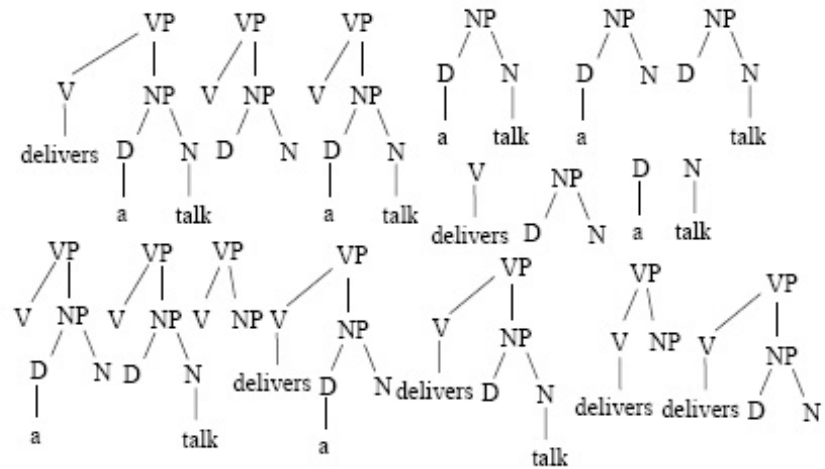 VP VP VP NP NP NP
V NP V NP V NP D N D N D N
delivers D N D N D N a talk a talk
a talk a talk V NP D N
delivers D N a talk
VP VP VP VP VP VP VP
V NP V NP V NP V NP V NP V NP V NP
D N D N delivers D N delivers D N delivers delivers D N
a talk a talk